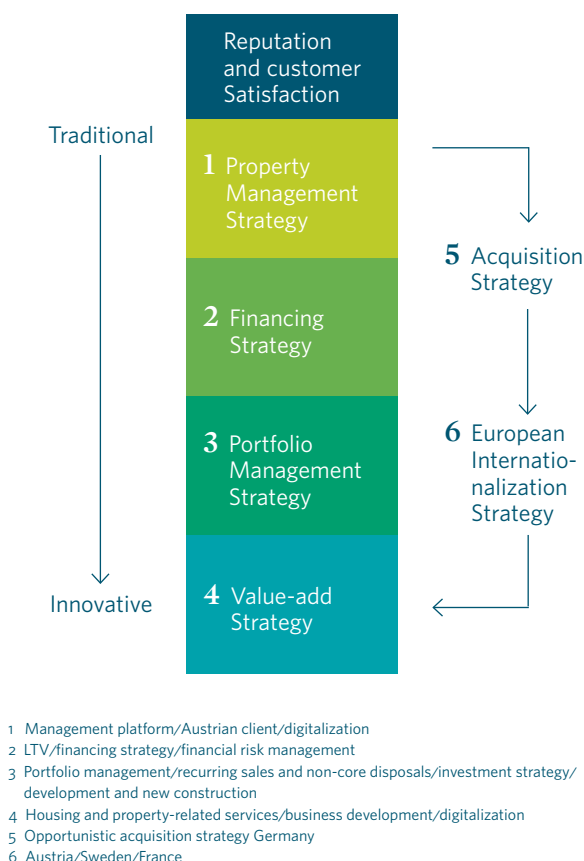 Reputation
and customer
Satisfaction
Traditional
1 Property
Management
Strategy
5 Acquisition
Strategy
2 Financing
Strategy
3 Portfolio
Management
Strategy
6 European
Internatio-
nalization
Strategy
Innovative
4 Value-add
Strategy
1 Management platform/Austrian client/digitalization
2 LTV/financing strategy/financial risk management
3 Portfolio management/recurring sales and non-core disposals/investment strategy/
development and new construction
4 Housing and property-related services/business development/digitalization
5 Opportunistic acquisition strategy Germany
6 Austria/Sweden/France